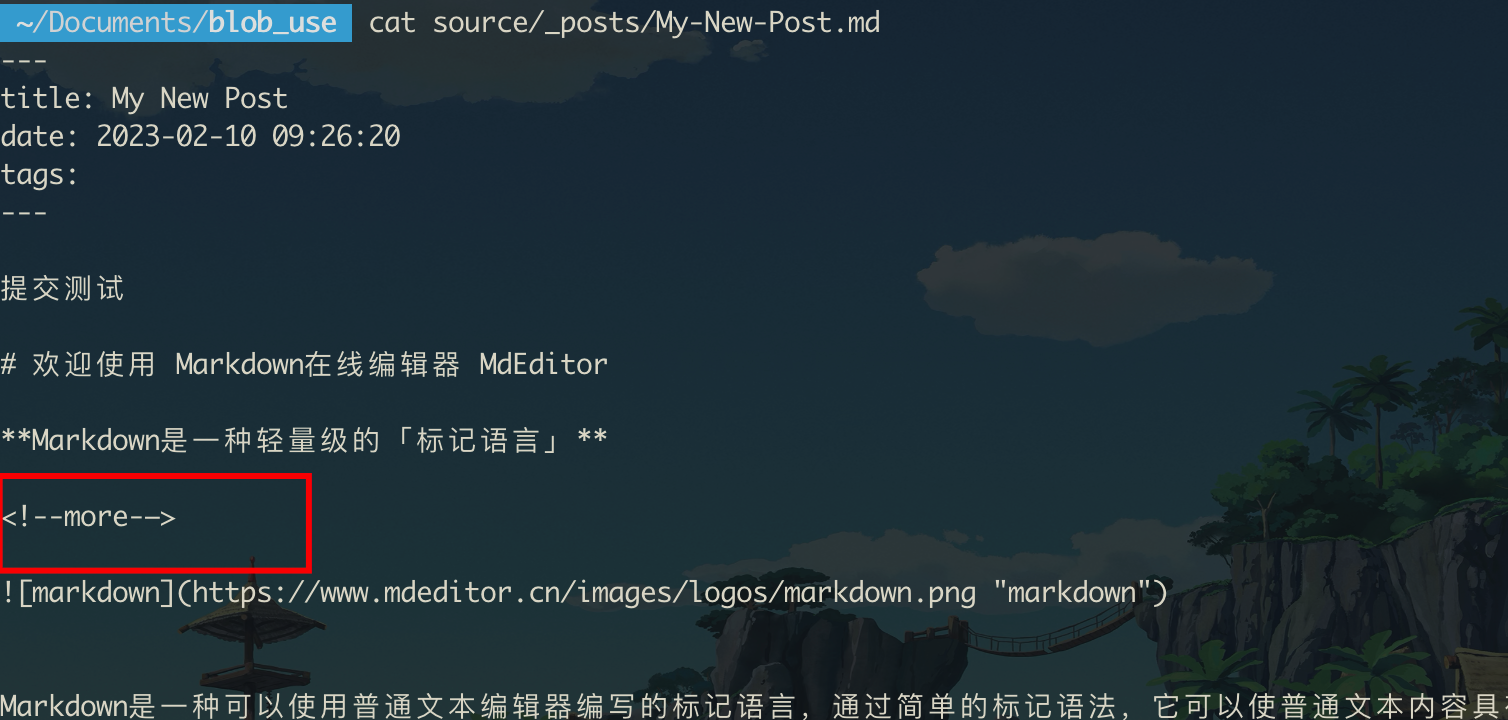 ~/Documents/blob_use cat source/_posts/My-New-Post.md
---
title: My New Post
date: 2023-02-10 09:26:20
tags:
---
提交测试
# 欢迎使用 Markdown在线编辑器 MdEditor
**Markdown是一种轻量级的「标记语言」**
<!--more-->
![markdown](https://www.mdeditor.cn/images/logos/markdown.png "markdown")
Markdown是一种可以使用普通文本编辑器编写的标记语言，通过简单的标记语法，它可以使普通文本内容具